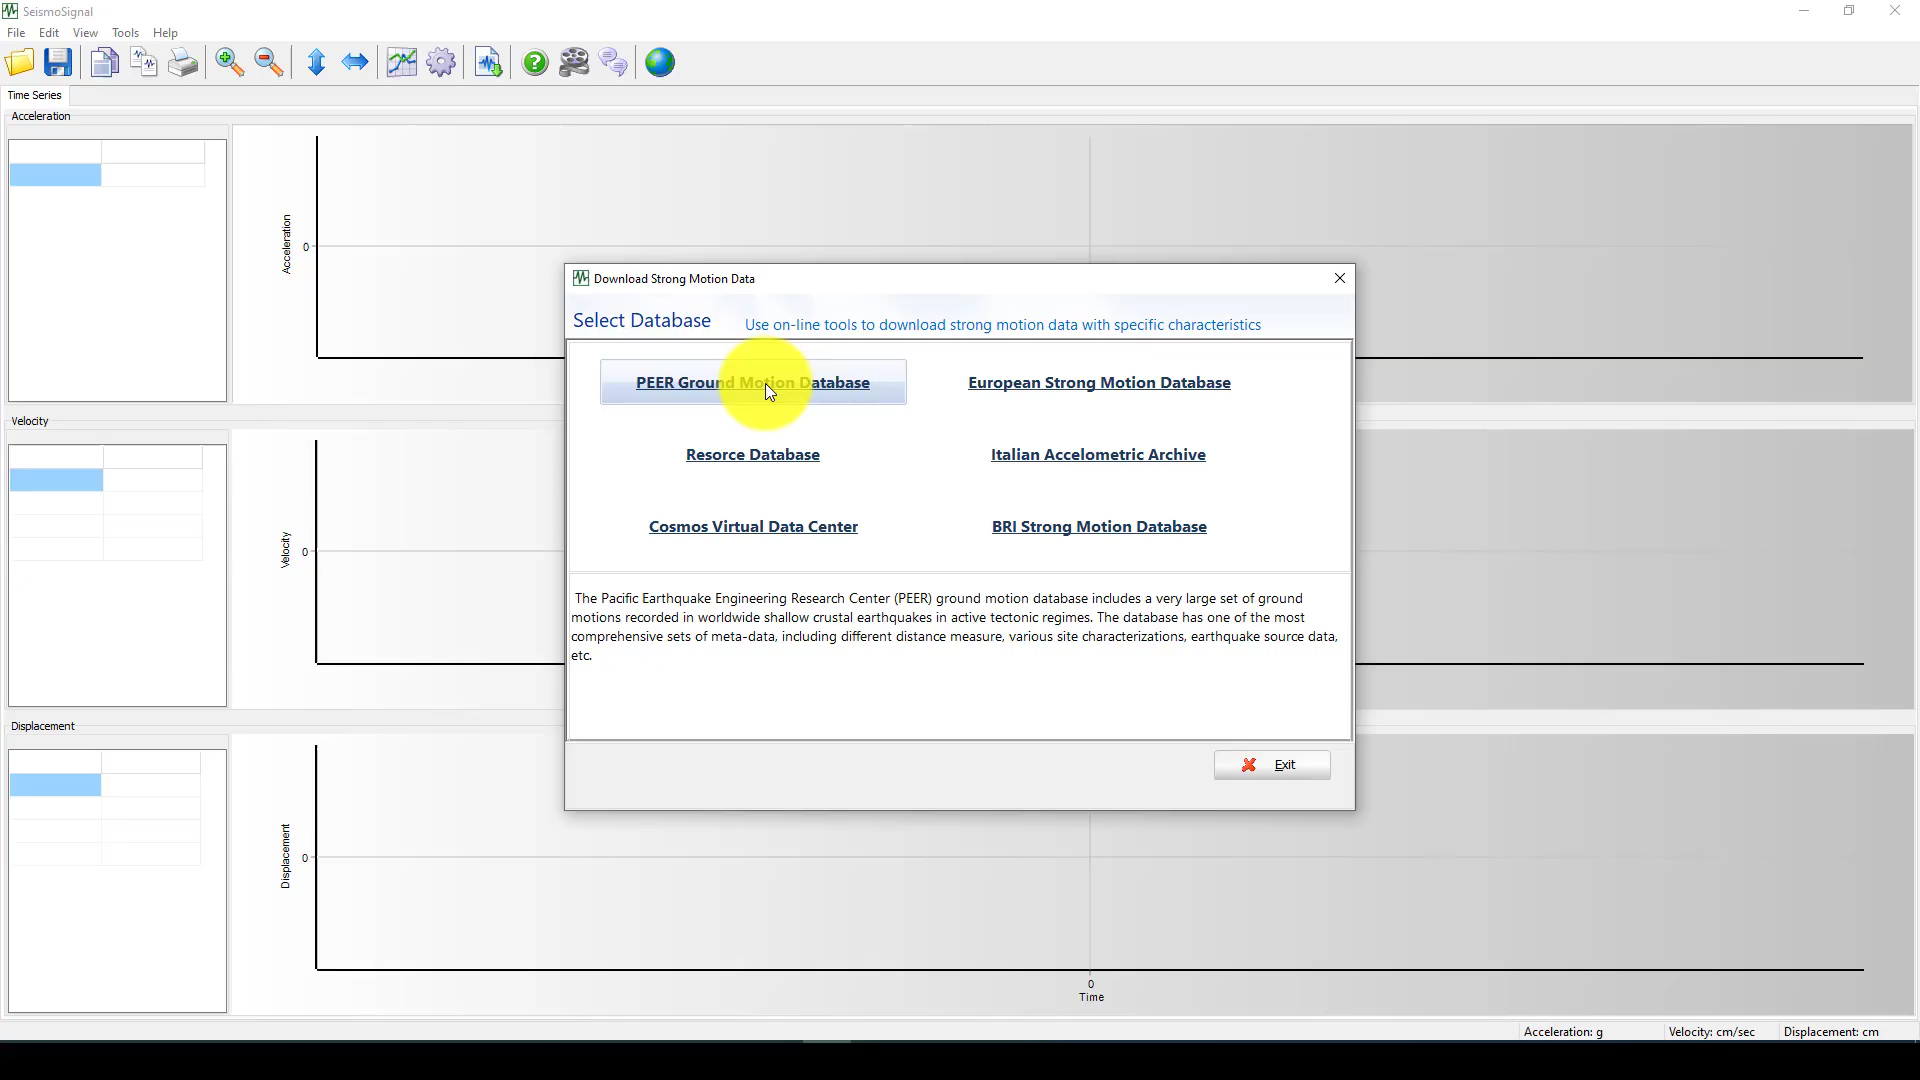 SeismoSignal
File Edit View Tools Help
Time Series
Acceleration
Acceleration
0
Velocity
Velocity
0
Displacement
Displacement
0
0
Time
Download Strong Motion Data
Select Database
Use on-line tools to download strong motion data with specific characteristics
PEER Ground Motion Database
European Strong Motion Database
Resorce Database
Italian Accelometric Archive
Cosmos Virtual Data Center
BRI Strong Motion Database
The Pacific Earthquake Engineering Research Center (PEER) ground motion database includes a very large set of ground
motions recorded in worldwide shallow crustal earthquakes in active tectonic regimes. The database has one of the most
comprehensive sets of meta-data, including different distance measure, various site characterizations, earthquake source data,
etc.
Exit
Acceleration: g
Velocity: cm/sec
Displacement: cm